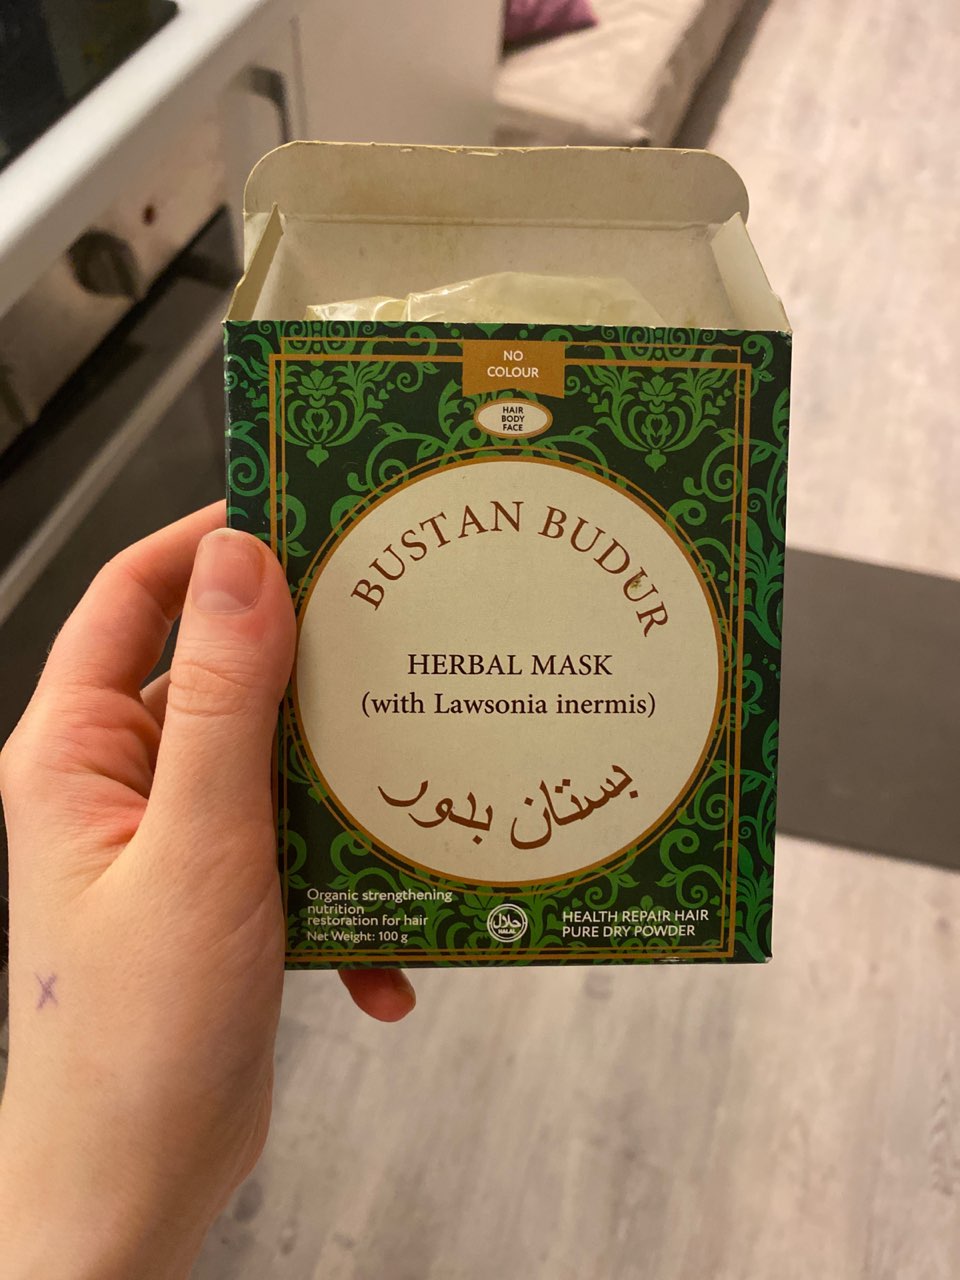 NO
COLOUR
HAIR
BODY
FACE
BUSTAN BUDUR
HERBAL MASK
(with Lawsonia inermis)
بستان بدور
Organic strengthening
nutrition
restoration for hair
Net Weight: 100 g
حلال
HALAL
HEALTH REPAIR HAIR
PURE DRY POWDER
X